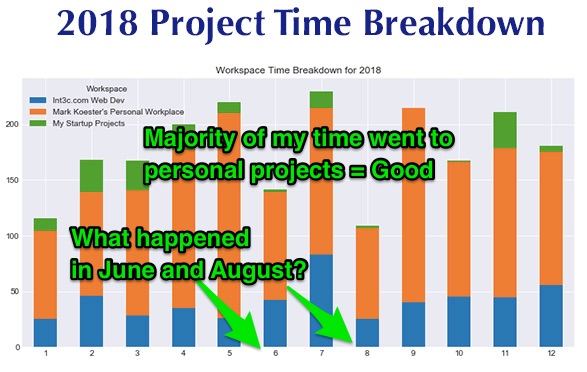 2018 Project Time Breakdown
Workspace Time Breakdown for 2018
Workspace
Int3c.com Web Dev
Mark Koester's Personal Workplace
My Startup Projects
Majority of my time went to
personal projects = Good
What happened
in June and August?
200
150
100
50
0
1 2 3 4 5 6 7 8 9 10 11 12